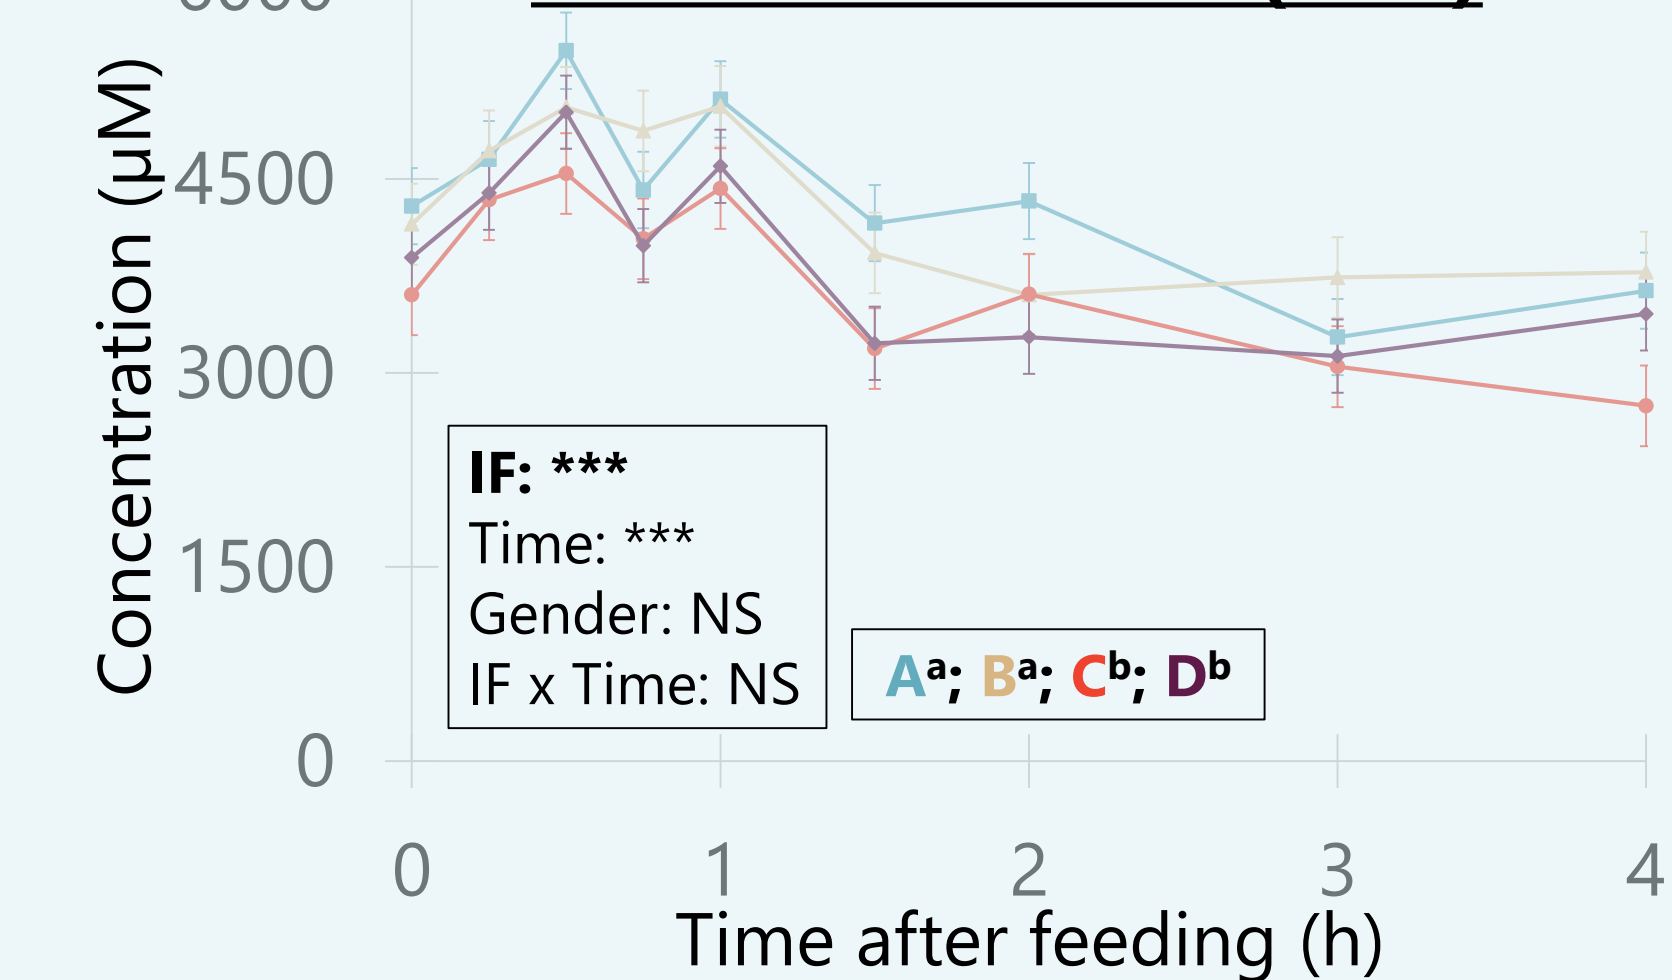 Concentration (μM)
4500
3000
1500
0
IF: ***
Time: ***
Gender: NS
IF x Time: NS
Aa; Ba; Cb; Db
0 1 2 3 4
Time after feeding (h)